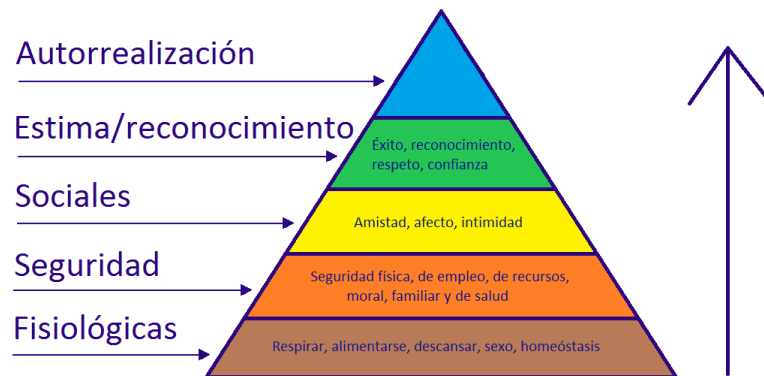 Autorrealización
Estima/reconocimiento
Éxito, reconocimiento,
respeto, confianza
Sociales
Amistad, afecto, intimidad
Seguridad
Seguridad física, de empleo, de recursos,
moral, familiar y de salud
Fisiológicas
Respirar, alimentarse, descansar, sexo, homeóstasis